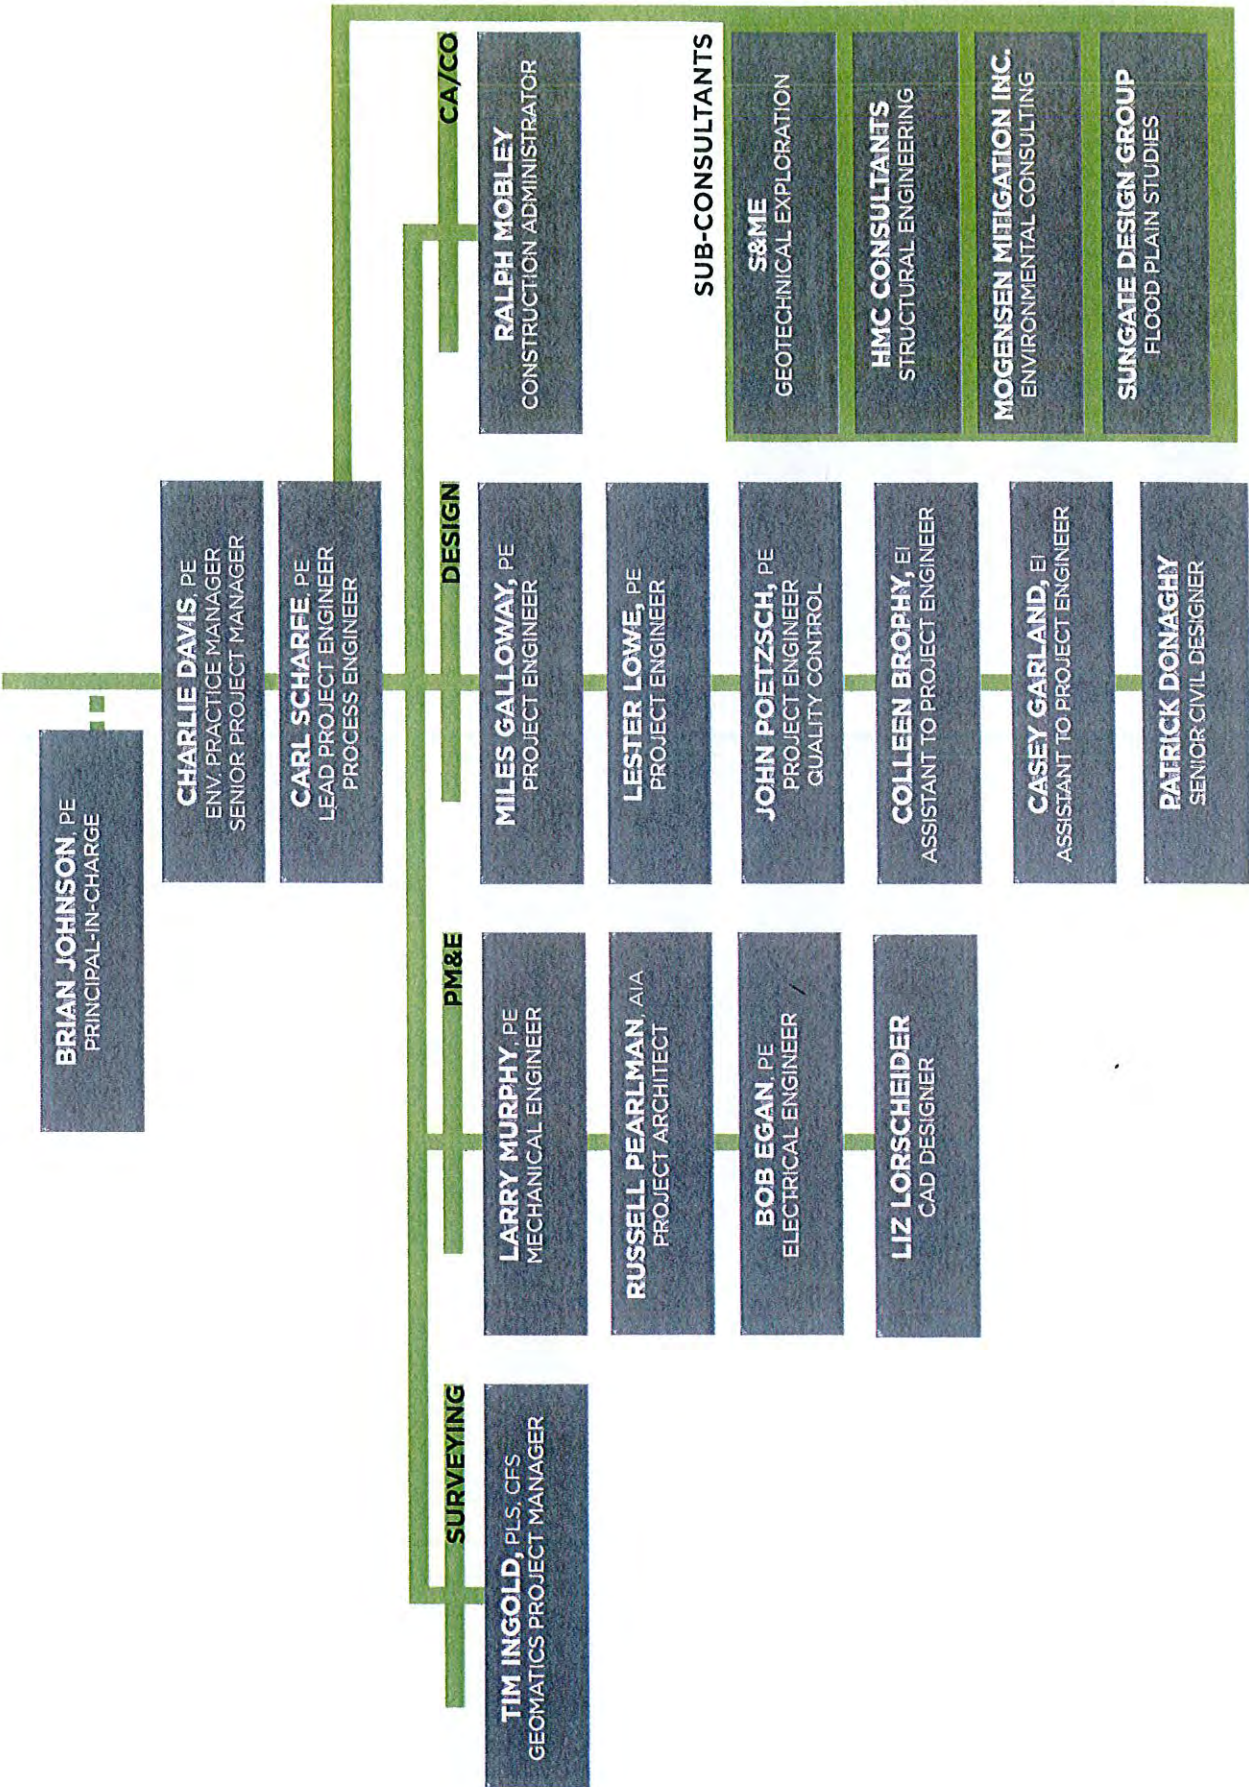 BRIAN JOHNSON, PE
PRINCIPAL-IN-CHARGE
CHARLIE DAVIS, PE
ENV. PRACTICE MANAGER
SENIOR PROJECT MANAGER
CARL SCHARFE, PE
LEAD PROJECT ENGINEER
PROCESS ENGINEER
SURVEYING
TIM INGOLD, PLS, CFS
GEOMATICS PROJECT MANAGER
PM&E
LARRY MURPHY, PE
MECHANICAL ENGINEER
RUSSELL PEARLMAN, AIA
PROJECT ARCHITECT
BOB EGAN, PE
ELECTRICAL ENGINEER
LIZ LORSCHEIDER
CAD DESIGNER
DESIGN
MILES GALLOWAY, PE
PROJECT ENGINEER
LESTER LOWE, PE
PROJECT ENGINEER
JOHN POETZSCH, PE
PROJECT ENGINEER
QUALITY CONTROL
COLLEEN BROPHY, EI
ASSISTANT TO PROJECT ENGINEER
CASEY GARLAND, EI
ASSISTANT TO PROJECT ENGINEER
PATRICK DONAGHY
SENIOR CIVIL DESIGNER
CA/CO
RALPH MOBLEY
CONSTRUCTION ADMINISTRATOR
SUB-CONSULTANTS
S&ME
GEOTECHNICAL EXPLORATION
HMC CONSULTANTS
STRUCTURAL ENGINEERING
MOGENSEN MITIGATION INC.
ENVIRONMENTAL CONSULTING
SUNGATE DESIGN GROUP
FLOOD PLAIN STUDIES